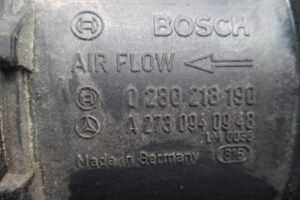 BOSCH
AIR FLOW
0 280 218 190
A 273 094 09 48
Made in Germany